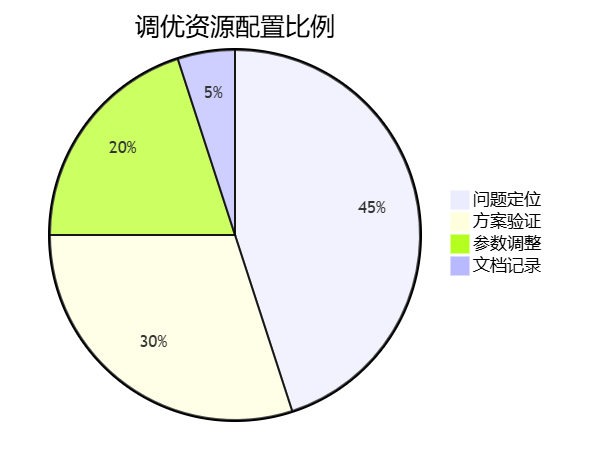 调优资源配置比例
5%
20%
45%
30%
问题定位
方案验证
参数调整
文档记录